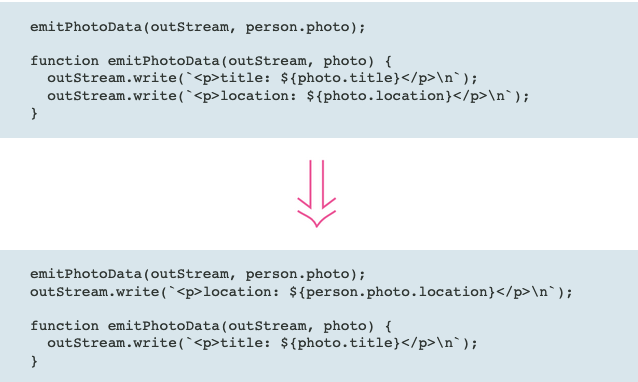 emitPhotoData(outStream, person.photo);
function emitPhotoData(outStream, photo) {
  outStream.write(`<p>title: ${photo.title}</p>\n`);
  outStream.write(`<p>location: ${photo.location}</p>\n`);
}
emitPhotoData(outStream, person.photo);
outStream.write(`<p>location: ${person.photo.location}</p>\n`);
function emitPhotoData(outStream, photo) {
  outStream.write(`<p>title: ${photo.title}</p>\n`);
}